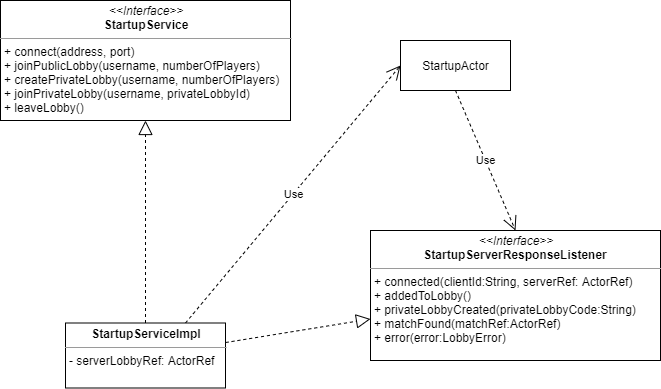 <<Interface>>
StartupService
+ connect(address, port)
+ joinPublicLobby(username, numberOfPlayers)
+ createPrivateLobby(username, numberOfPlayers)
+ joinPrivateLobby(username, privateLobbyId)
+ leaveLobby()
StartupActor
Use
Use
<<Interface>>
StartupServerResponseListener
+ connected(clientId:String, serverRef: ActorRef)
+ addedToLobby()
+ privateLobbyCreated(privateLobbyCode:String)
+ matchFound(matchRef:ActorRef)
+ error(error:LobbyError)
StartupServiceImpl
- serverLobbyRef: ActorRef